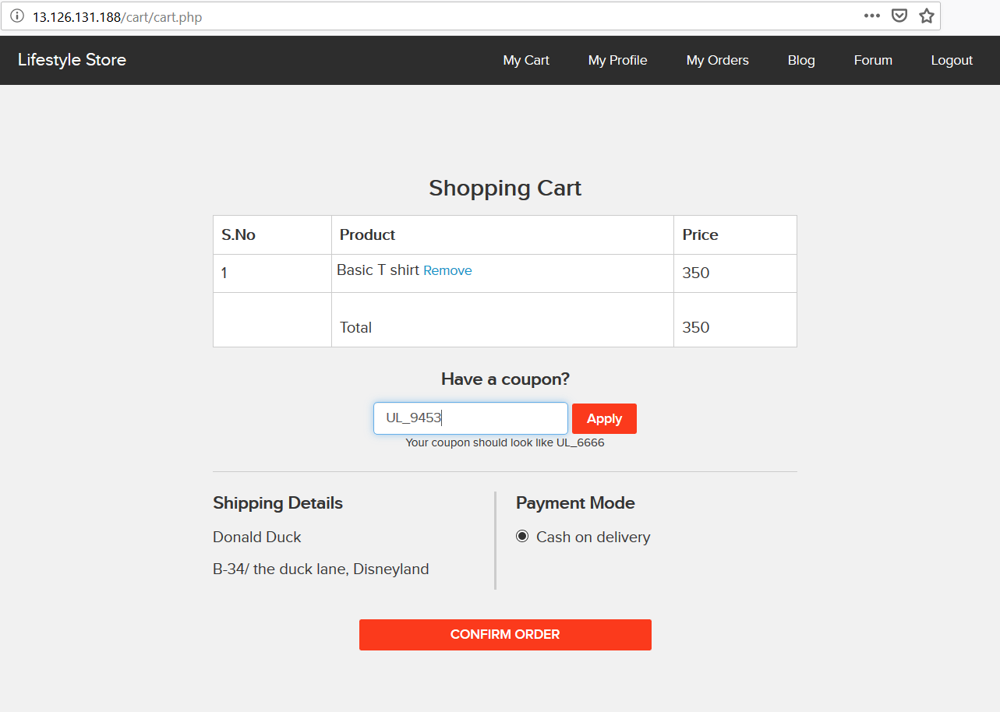 13.126.131.188/cart/cart.php
Lifestyle Store My Cart My Profile My Orders Blog Forum Logout
Shopping Cart
S.No Product Price
1 Basic T shirt Remove 350
Total 350
Have a coupon?
UL_9453 Apply
Your coupon should look like UL_6666
Shipping Details
Donald Duck
B-34/ the duck lane, Disneyland
Payment Mode
Cash on delivery
CONFIRM ORDER